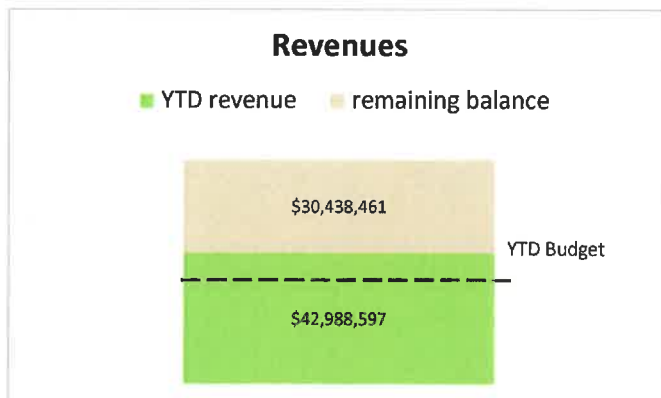 Revenues
YTD revenue remaining balance
$30,438,461
YTD Budget
$42,988,597